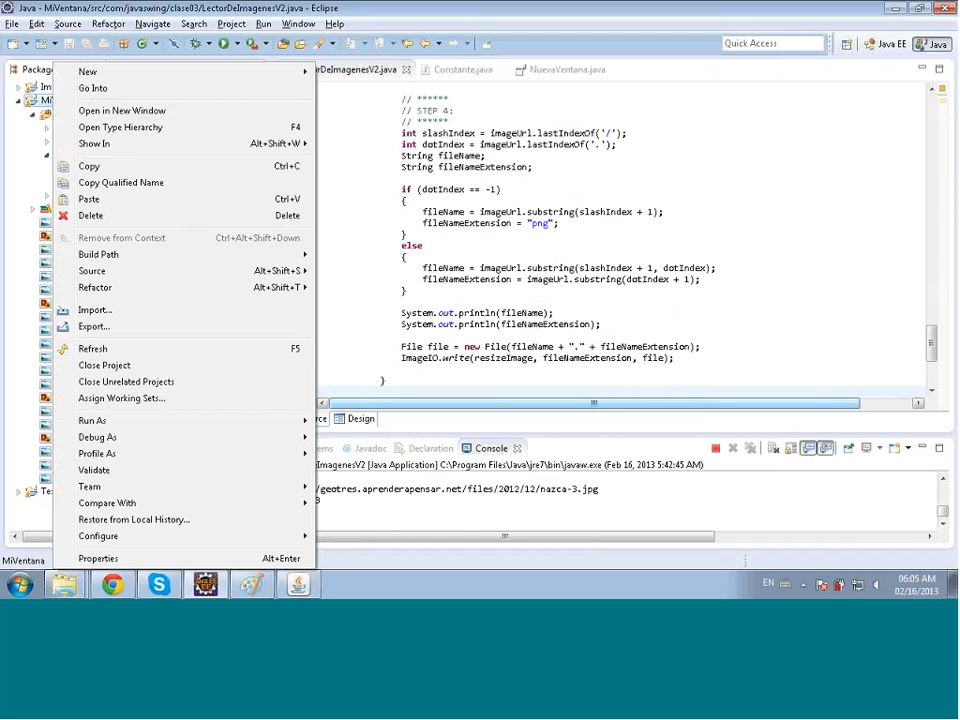 Java - MiVentana/src/com/javaswing/clase03/LectorDeImagenesV2.java - Eclipse
File Edit Source Refactor Navigate Search Project Run Window Help
Quick Access Java EE Java
Packag
rDeImagenesV2.java Constante.java NuevaVentana.java
Im
Mi
Te
New
Go Into
Open in New Window
Open Type Hierarchy F4
Show In Alt+Shift+W
Copy Ctrl+C
Copy Qualified Name
Paste Ctrl+V
Delete Delete
Remove from Context Ctrl+Alt+Shift+Down
Build Path
Source Alt+Shift+S
Refactor Alt+Shift+T
Import...
Export...
Refresh F5
Close Project
Close Unrelated Projects
Assign Working Sets...
Run As
Debug As
Profile As
Validate
Team
Compare With
Restore from Local History...
Configure
Properties Alt+Enter
// ******
// STEP 4:
// ******
int slashIndex = imageUrl.lastIndexOf('/');
int dotIndex = imageUrl.lastIndexOf('.');
String fileName;
String fileNameExtension;
if (dotIndex == -1)
{
fileName = imageUrl.substring(slashIndex + 1);
fileNameExtension = "png";
}
else
{
fileName = imageUrl.substring(slashIndex + 1, dotIndex);
fileNameExtension = imageUrl.substring(dotIndex + 1);
}
System.out.println(fileName);
System.out.println(fileNameExtension);
File file = new File(fileName + "." + fileNameExtension);
ImageIO.write(resizeImage, fileNameExtension, file);
}
rce Design
ems Javadoc Declaration Console
ImagenesV2 [Java Application] C:\Program Files\Java\jre7\bin\javaw.exe (Feb 16, 2013 5:42:45 AM)
/geotres.aprenderapensar.net/files/2012/12/nazca-3.jpg
3
MiVentana
EN
06:05 AM
02/16/2013